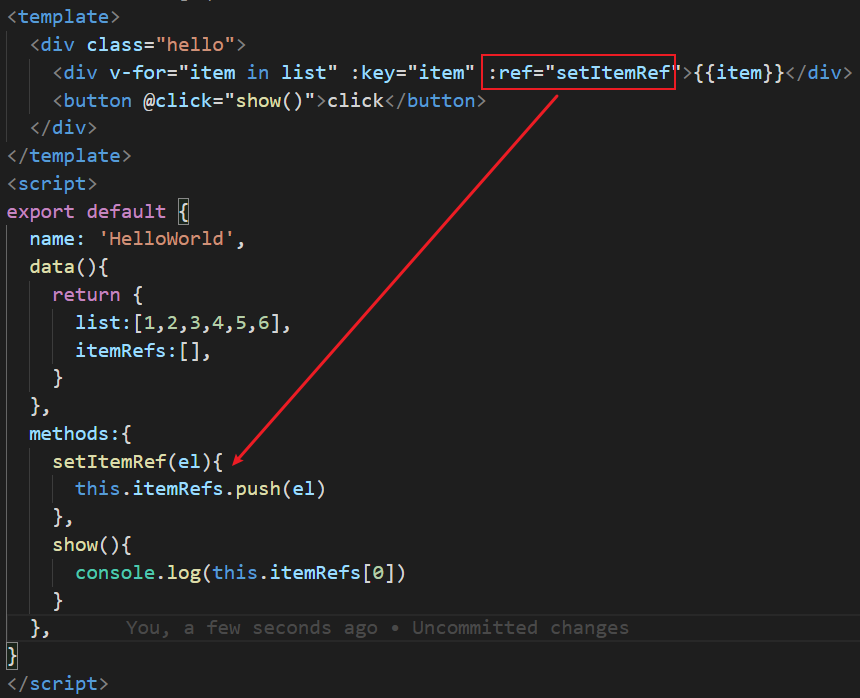 <template>
<div class="hello">
<div v-for="item in list" :key="item" :ref="setItemRef">{{item}}</div>
<button @click="show()">click</button>
</div>
</template>
<script>
export default {
name: 'HelloWorld',
data(){
return {
list:[1,2,3,4,5,6],
itemRefs:[],
}
},
methods:{
setItemRef(el){
this.itemRefs.push(el)
},
show(){
console.log(this.itemRefs[0])
}
}, You, a few seconds ago • Uncommitted changes
}
</script>